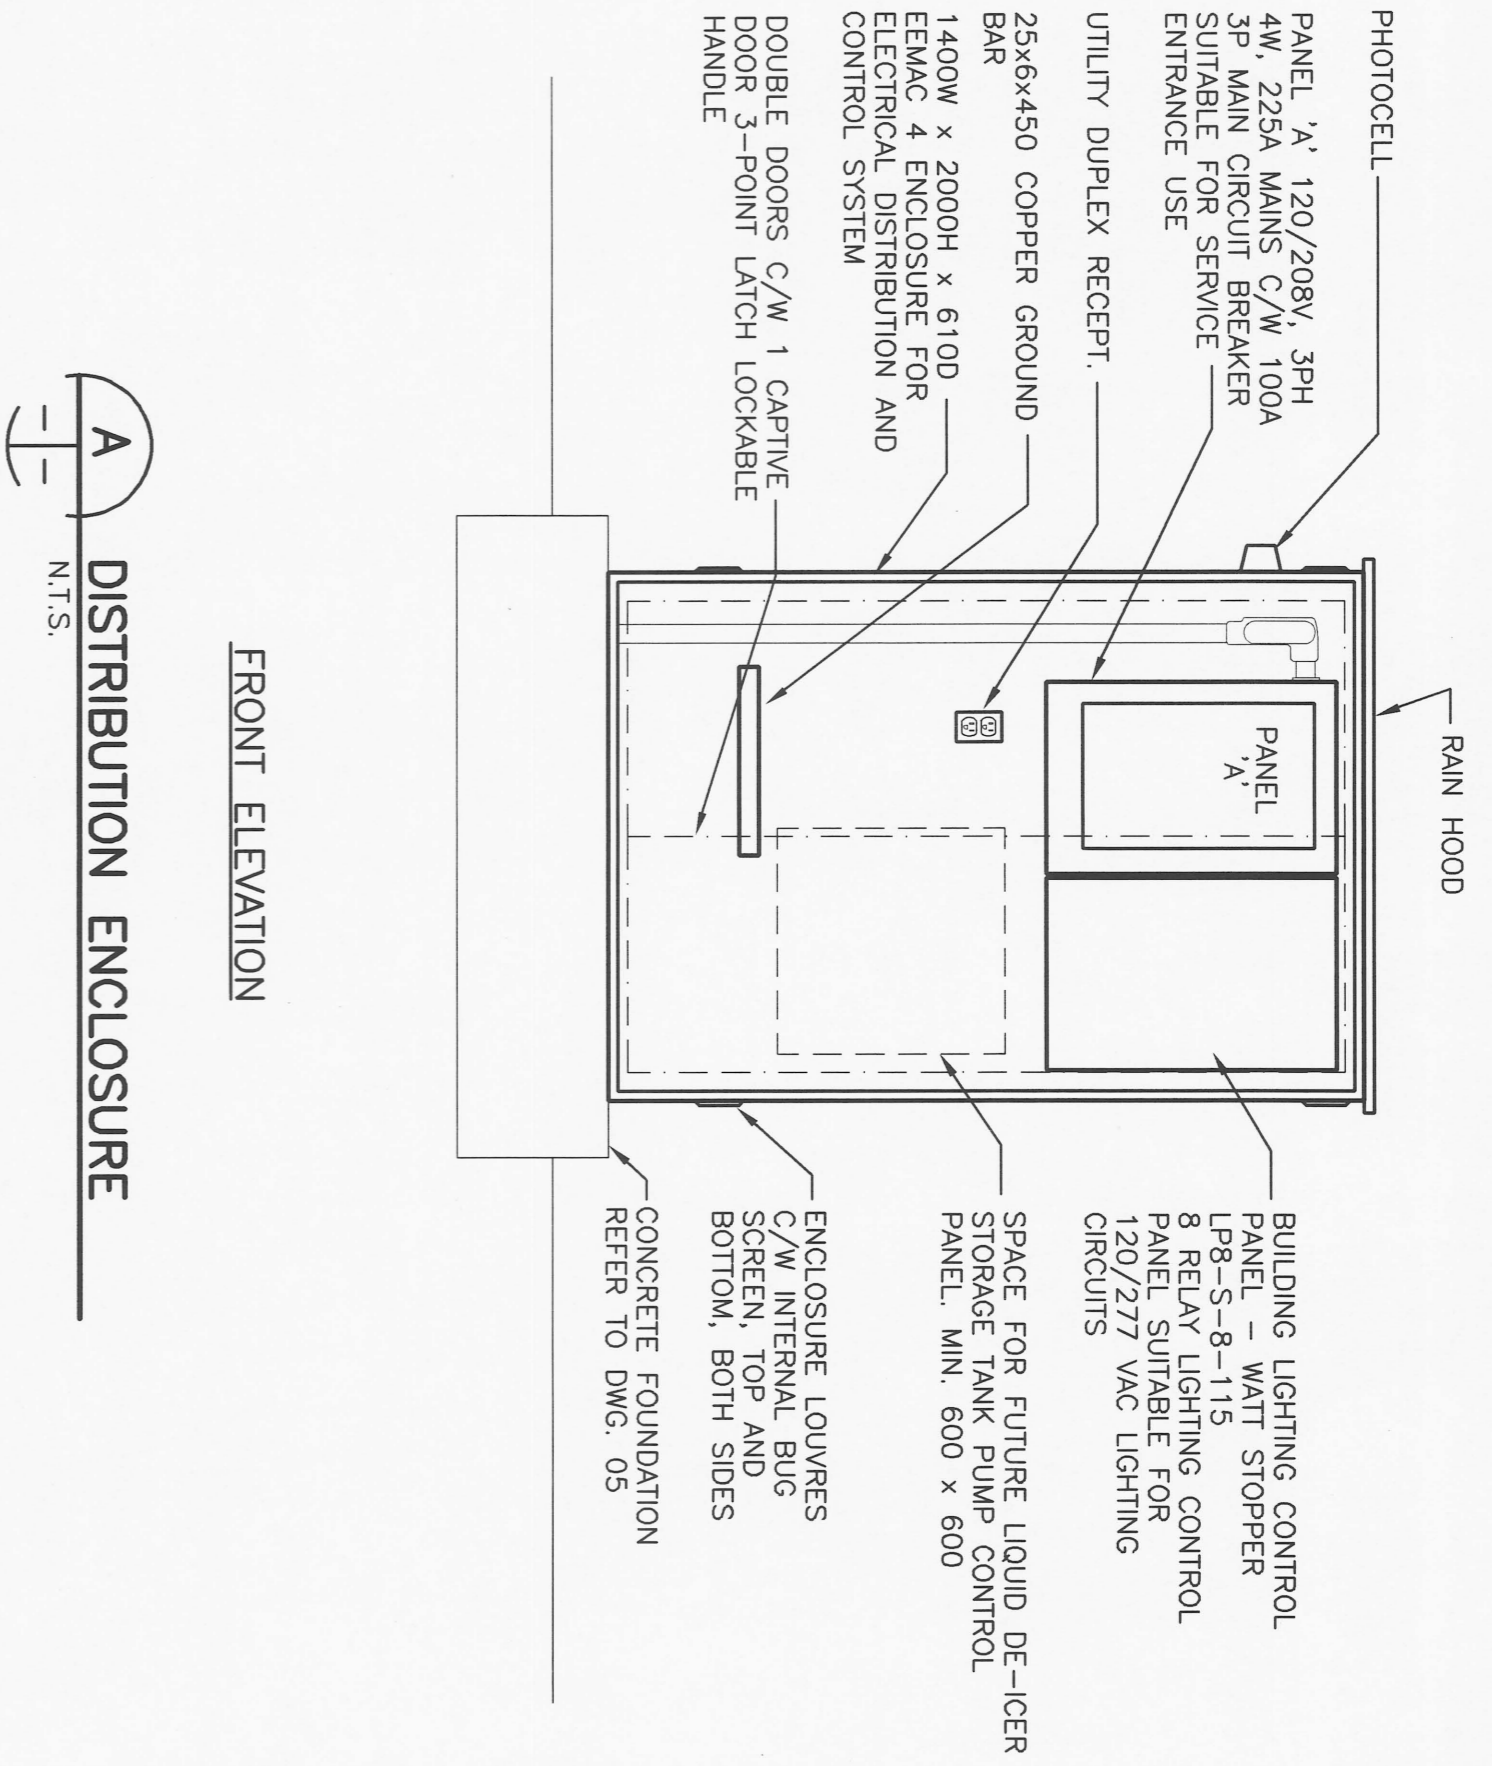 RAIN HOOD
PHOTOCELL
PANEL 'A' 120/208V, 3PH
4W, 225A MAINS C/W 100A
3P MAIN CIRCUIT BREAKER
SUITABLE FOR SERVICE
ENTRANCE USE
UTILITY DUPLEX RECEPT.
25x6x450 COPPER GROUND
BAR
1400W x 2000H x 610D
EEMAC 4 ENCLOSURE FOR
ELECTRICAL DISTRIBUTION AND
CONTROL SYSTEM
DOUBLE DOORS C/W 1 CAPTIVE
DOOR 3-POINT LATCH LOCKABLE
HANDLE
PANEL
'A'
BUILDING LIGHTING CONTROL
PANEL - WATT STOPPER
LP8-S-8-115
8 RELAY LIGHTING CONTROL
PANEL SUITABLE FOR
120/277 VAC LIGHTING
CIRCUITS
SPACE FOR FUTURE LIQUID DE-ICER
STORAGE TANK PUMP CONTROL
PANEL. MIN. 600 x 600
ENCLOSURE LOUVRES
C/W INTERNAL BUG
SCREEN, TOP AND
BOTTOM, BOTH SIDES
CONCRETE FOUNDATION
REFER TO DWG. 05
FRONT ELEVATION
A
DISTRIBUTION ENCLOSURE
- -
N.T.S.